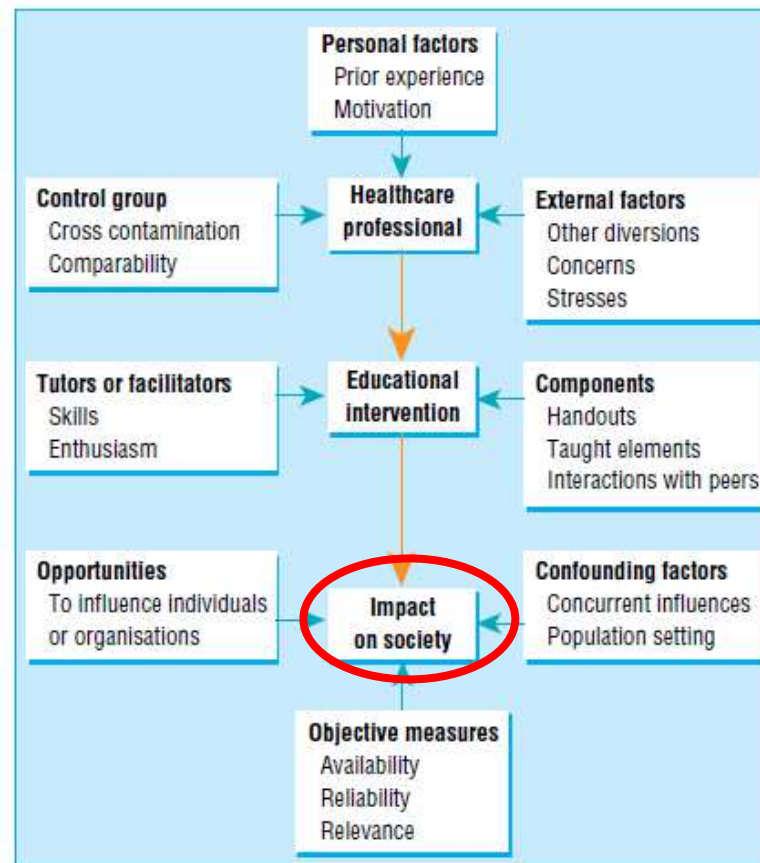 Personal factors
Prior experience
Motivation
Control group
Cross contamination
Comparability
Healthcare
professional
External factors
Other diversions
Concerns
Stresses
Tutors or facilitators
Skills
Enthusiasm
Educational
intervention
Components
Handouts
Taught elements
Interactions with peers
Opportunities
To influence individuals
or organisations
Impact
on society
Confounding factors
Concurrent influences
Population setting
Objective measures
Availability
Reliability
Relevance